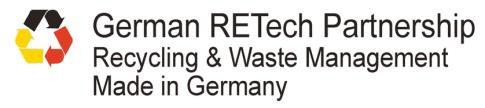 German RETech Partnership
Recycling & Waste Management
Made in Germany